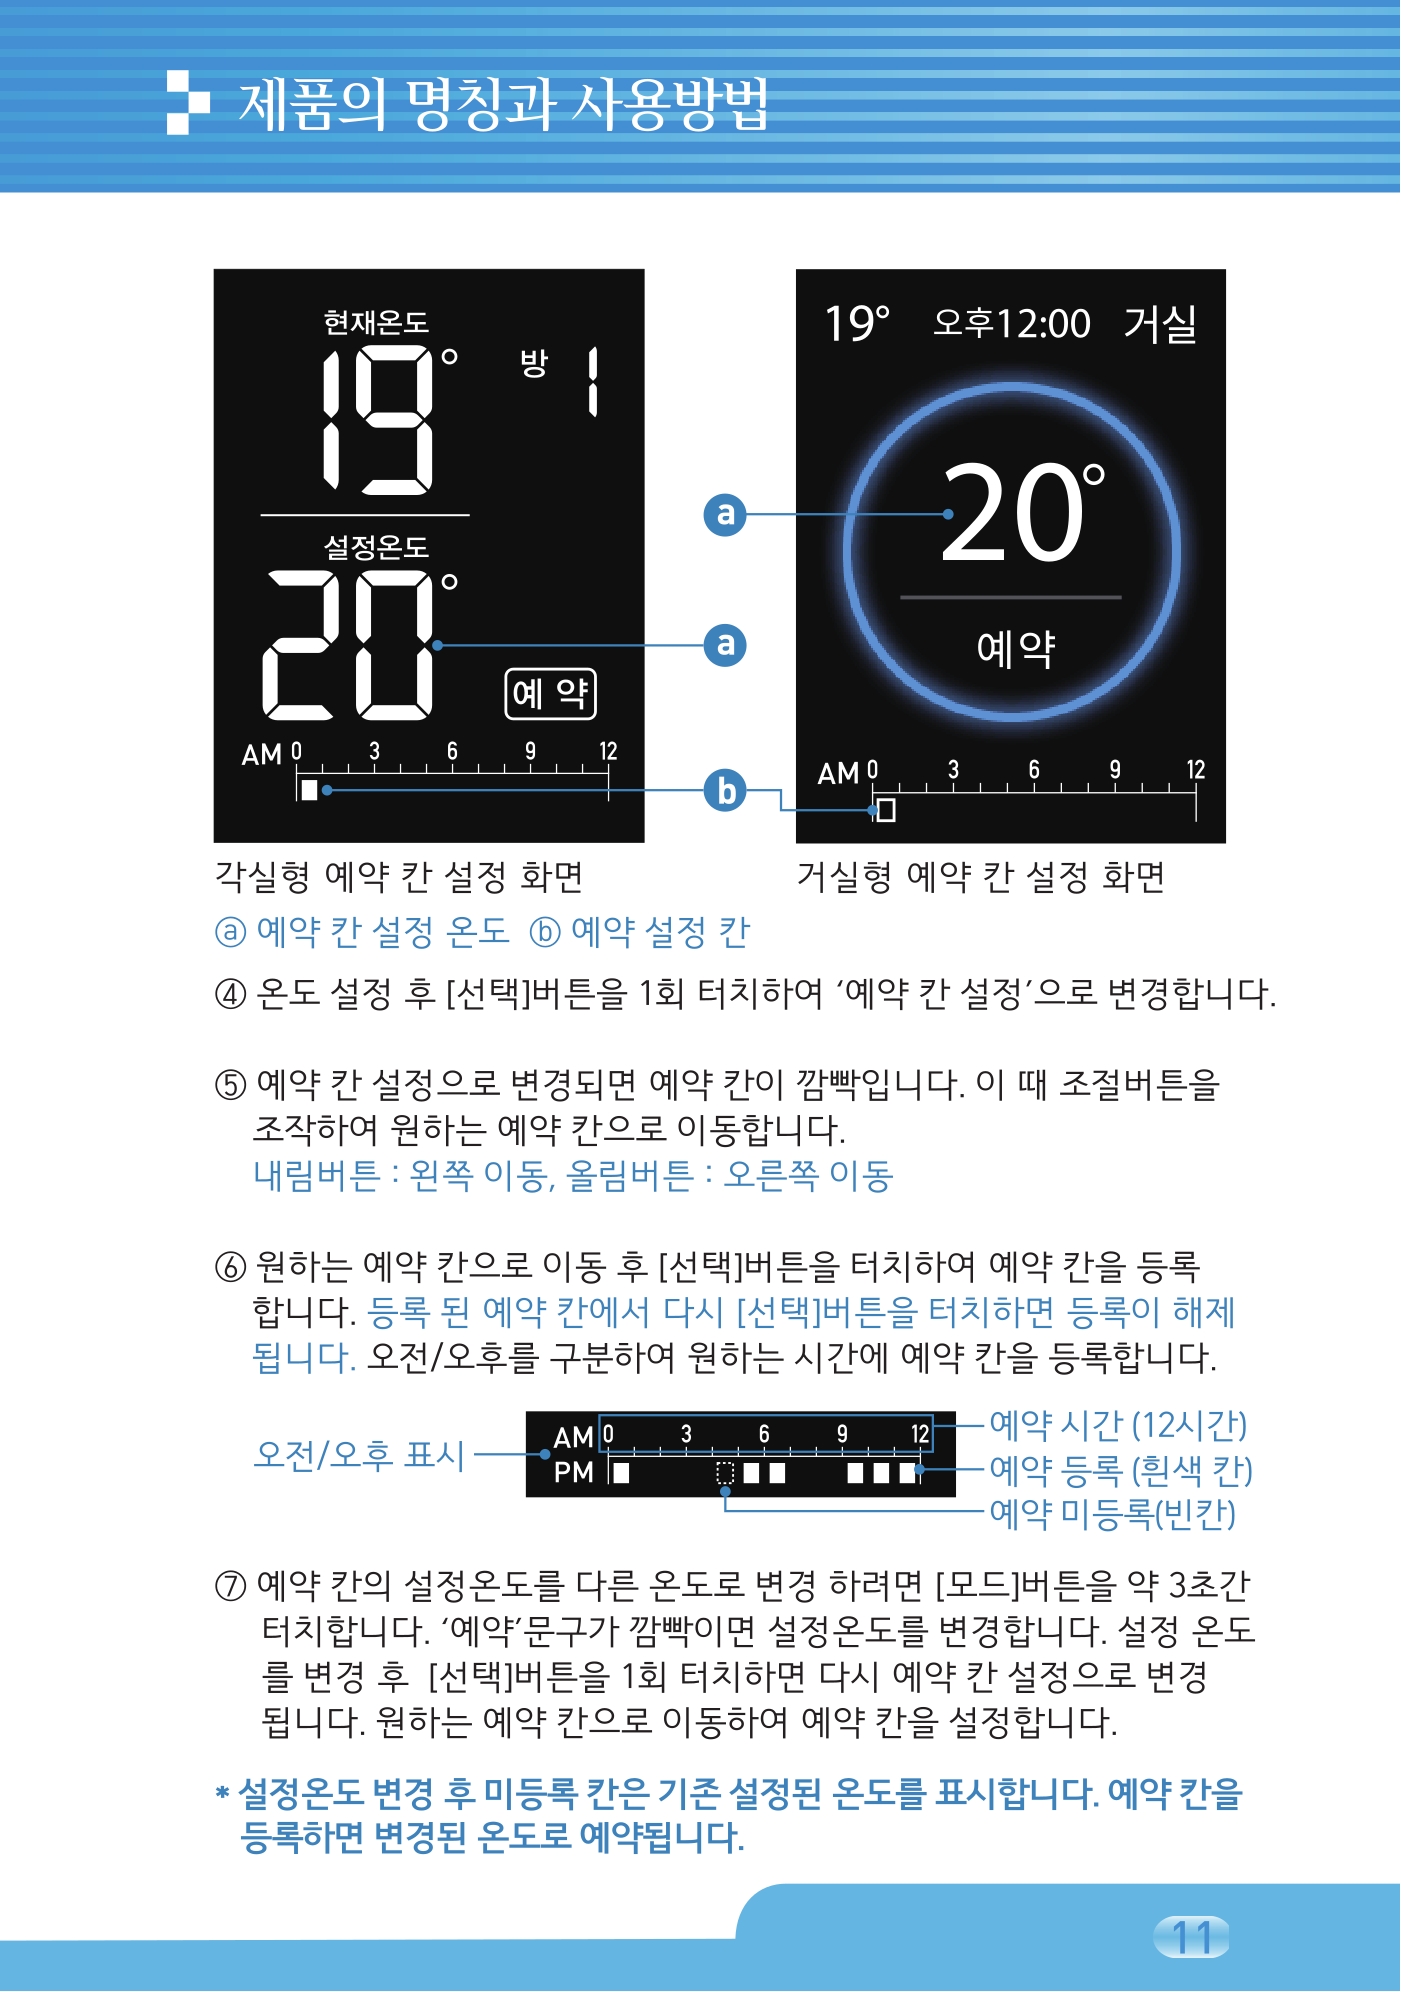 제품의 명칭과 사용방법
현재온도
19°
방 1
설정온도
20°
예 약
AM 0 3 6 9 12
19° 오후12:00 거실
20°
예약
AM 0 3 6 9 12
a
a
b
각실형 예약 칸 설정 화면
거실형 예약 칸 설정 화면
ⓐ 예약 칸 설정 온도 ⓑ 예약 설정 칸
④ 온도 설정 후 [선택]버튼을 1회 터치하여 ‘예약 칸 설정’으로 변경합니다.
⑤ 예약 칸 설정으로 변경되면 예약 칸이 깜빡입니다. 이 때 조절버튼을
조작하여 원하는 예약 칸으로 이동합니다.
내림버튼 : 왼쪽 이동, 올림버튼 : 오른쪽 이동
⑥ 원하는 예약 칸으로 이동 후 [선택]버튼을 터치하여 예약 칸을 등록
합니다. 등록 된 예약 칸에서 다시 [선택]버튼을 터치하면 등록이 해제
됩니다. 오전/오후를 구분하여 원하는 시간에 예약 칸을 등록합니다.
오전/오후 표시
AM 0 3 6 9 12
PM
예약 시간 (12시간)
예약 등록 (흰색 칸)
예약 미등록(빈칸)
⑦ 예약 칸의 설정온도를 다른 온도로 변경 하려면 [모드]버튼을 약 3초간
터치합니다. ‘예약’문구가 깜빡이면 설정온도를 변경합니다. 설정 온도
를 변경 후 [선택]버튼을 1회 터치하면 다시 예약 칸 설정으로 변경
됩니다. 원하는 예약 칸으로 이동하여 예약 칸을 설정합니다.
* 설정온도 변경 후 미등록 칸은 기존 설정된 온도를 표시합니다. 예약 칸을
등록하면 변경된 온도로 예약됩니다.
11